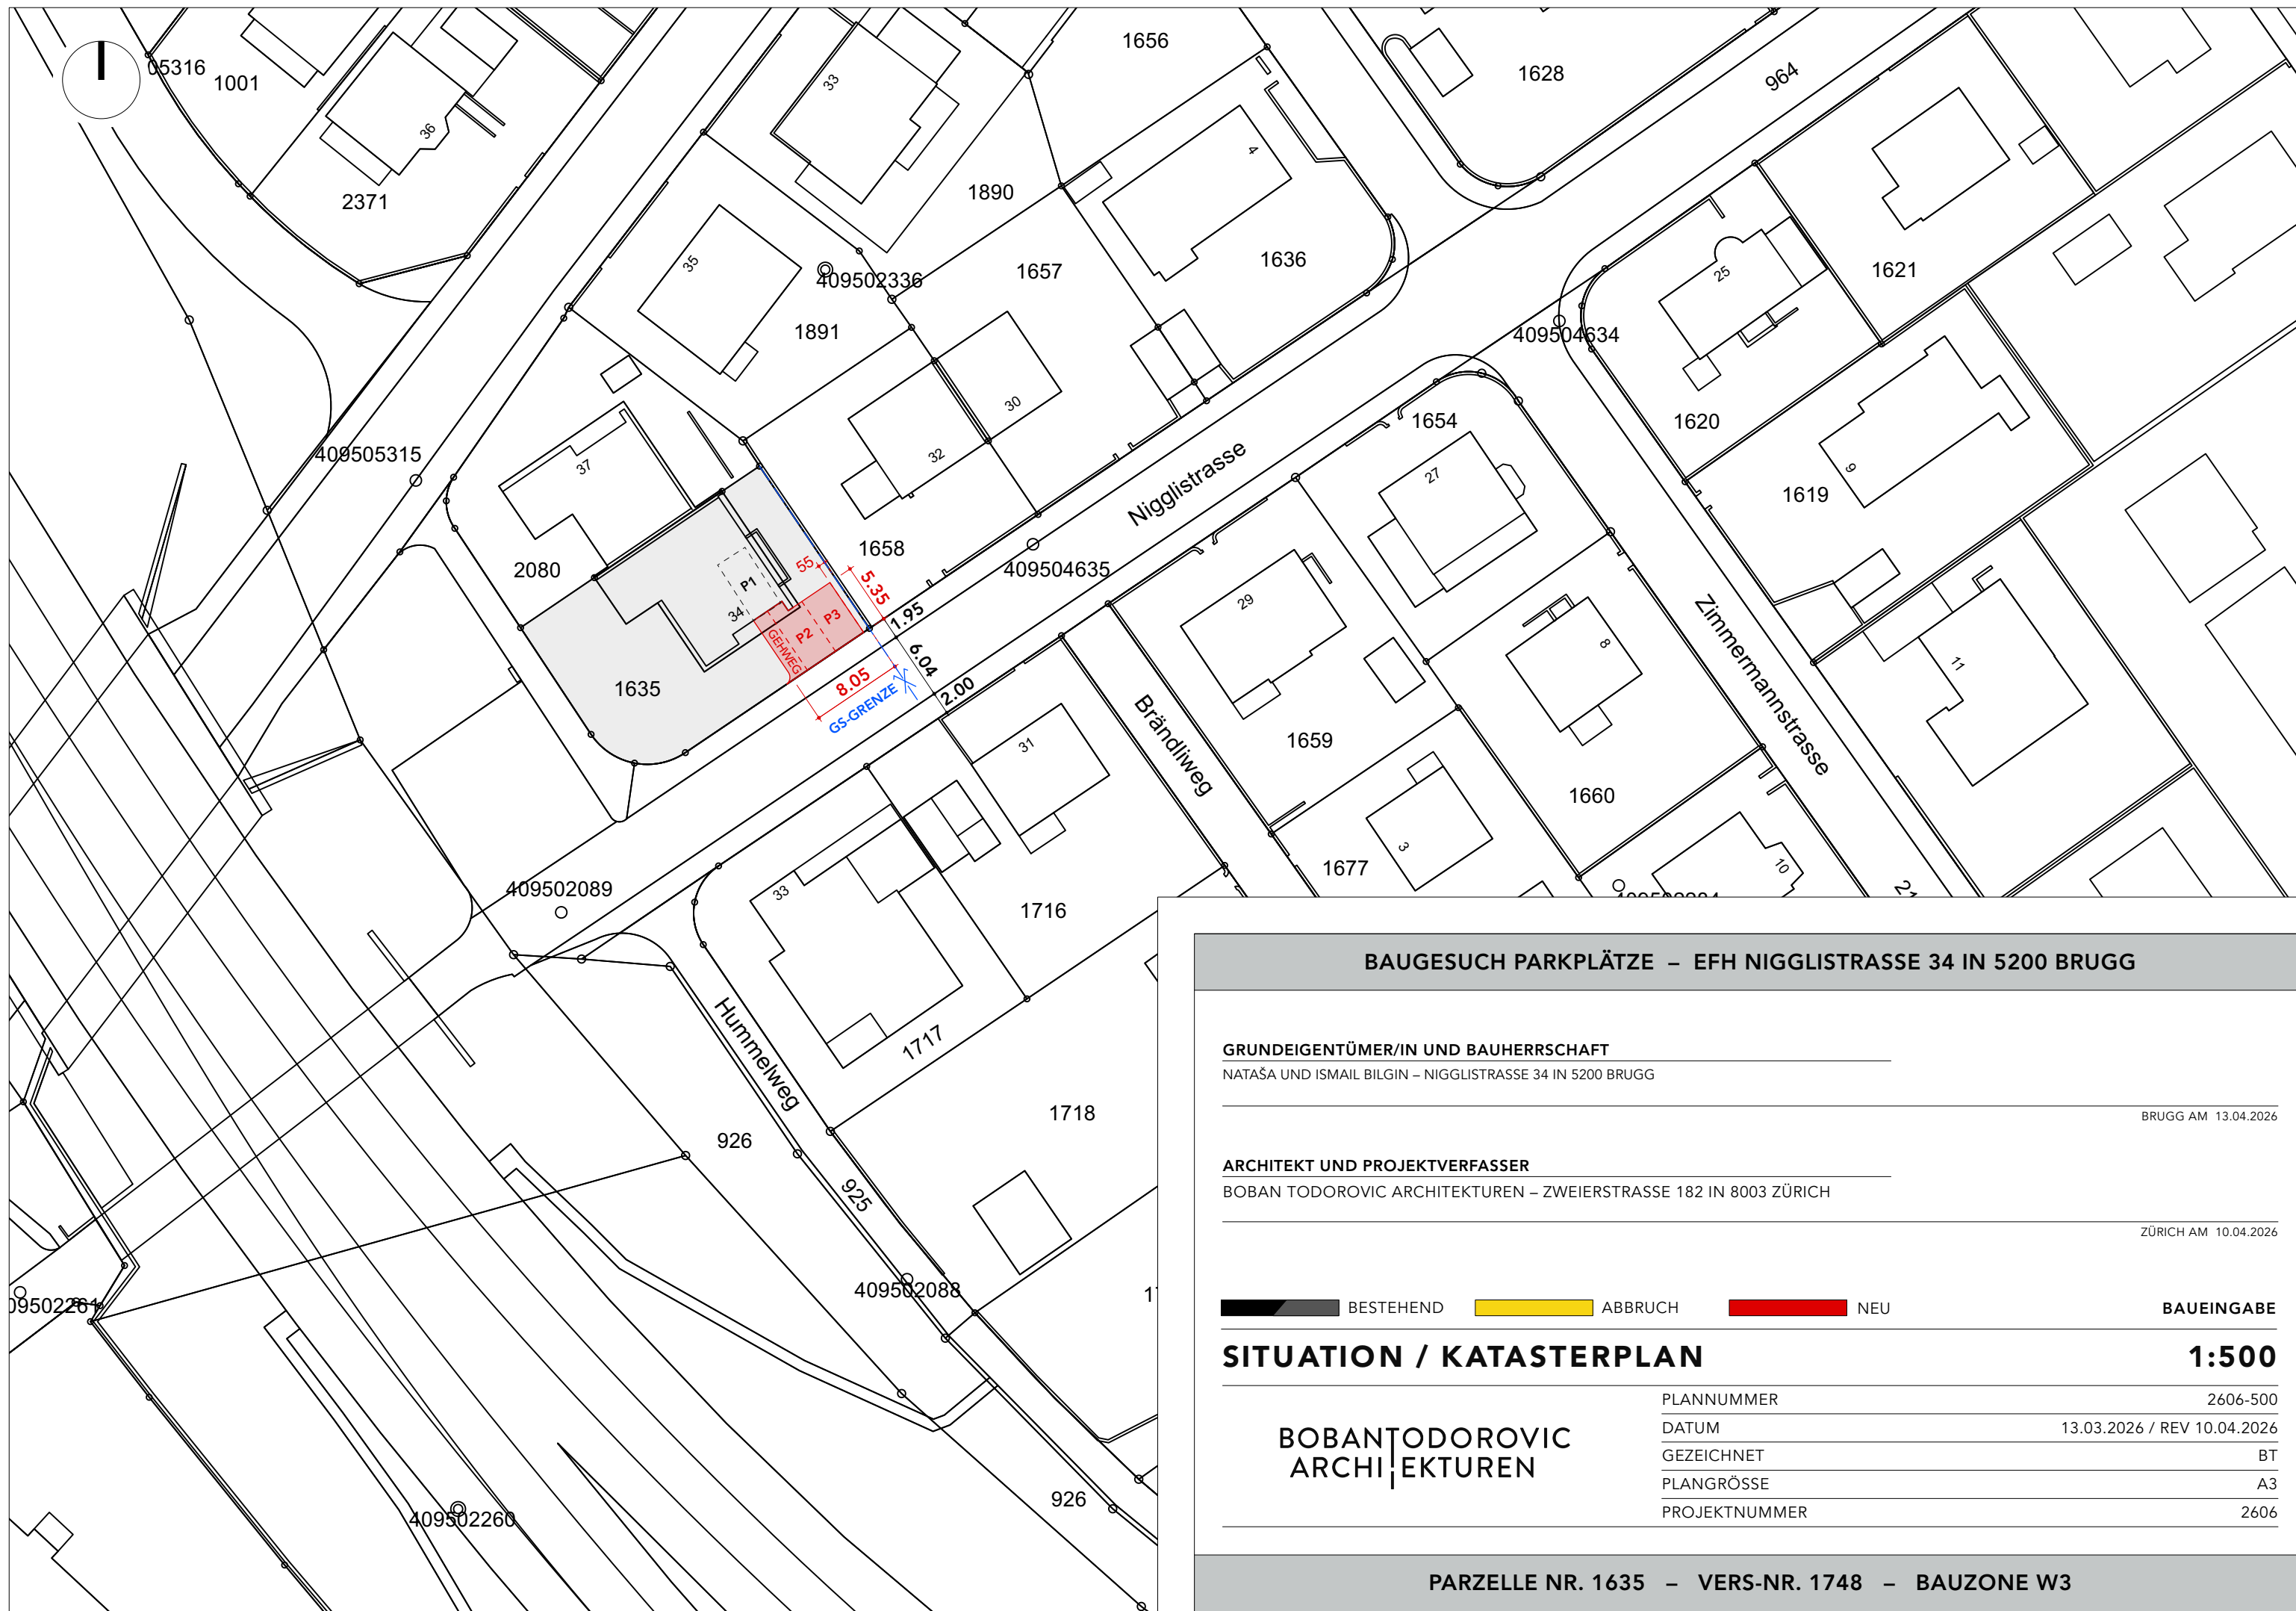 05316
1001
36
2371
33
1656
1628
964
1890
4
35
409502336
1657
1636
1891
25
1621
409504634
37
409505315
30
32
1654
1620
27
9
1619
Nigglistrasse
2080
1658
409504635
55
5.35
P1
34
P2
P3
GEHWEG
1.95
6.04
2.00
8.05
GS-GRENZE
1635
29
8
11
Zimmermannstrasse
Brändliweg
31
1659
1660
3
1677
10
33
409502089
1716
Hummelweg
1717
1718
926
925
409502088
409502260
926
BAUGESUCH PARKPLÄTZE – EFH NIGGLISTRASSE 34 IN 5200 BRUGG
GRUNDEIGENTÜMER/IN UND BAUHERRSCHAFT
NATAŠA UND ISMAIL BILGIN – NIGGLISTRASSE 34 IN 5200 BRUGG
BRUGG AM 13.04.2026
ARCHITEKT UND PROJEKTVERFASSER
BOBAN TODOROVIC ARCHITEKTUREN – ZWEIERSTRASSE 182 IN 8003 ZÜRICH
ZÜRICH AM 10.04.2026
BESTEHEND ABBRUCH NEU BAUEINGABE
SITUATION / KATASTERPLAN 1:500
PLANNUMMER 2606-500
DATUM 13.03.2026 / REV 10.04.2026
GEZEICHNET BT
PLANGRÖSSE A3
PROJEKTNUMMER 2606
BOBANTODOROVIC
ARCHITEKTUREN
PARZELLE NR. 1635 – VERS-NR. 1748 – BAUZONE W3